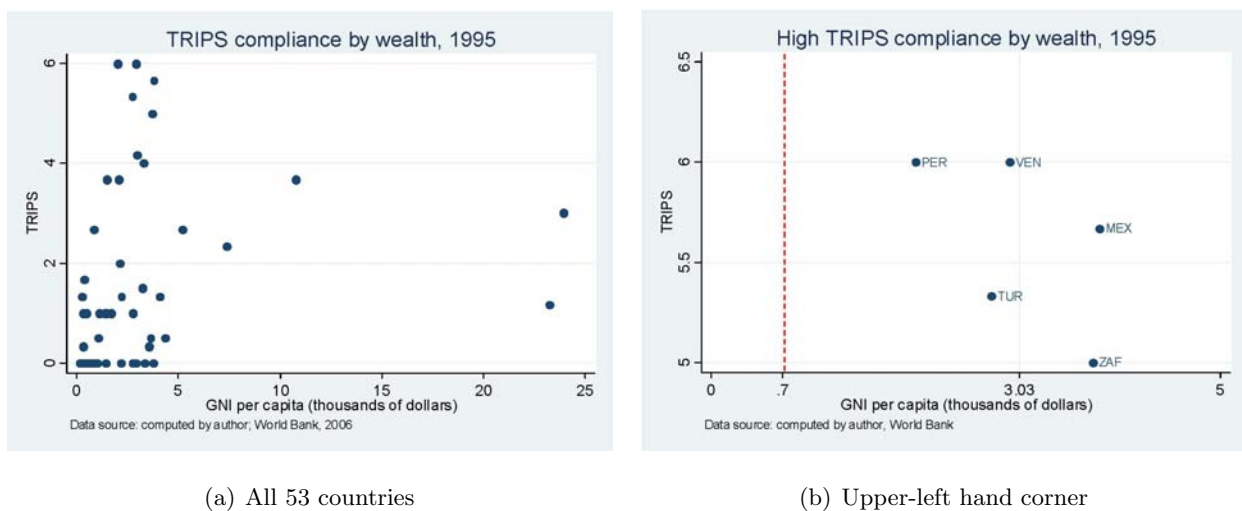 TRIPS compliance by wealth, 1995
6
4
2
0
TRIPS
0 5 10 15 20 25
GNI per capita (thousands of dollars)
Data source: computed by author; World Bank, 2006
(a) All 53 countries
High TRIPS compliance by wealth, 1995
6.5
6
5.5
5
TRIPS
PER VEN
MEX
TUR
ZAF
0 .7 3.03 5
GNI per capita (thousands of dollars)
Data source: computed by author, World Bank
(b) Upper-left hand corner